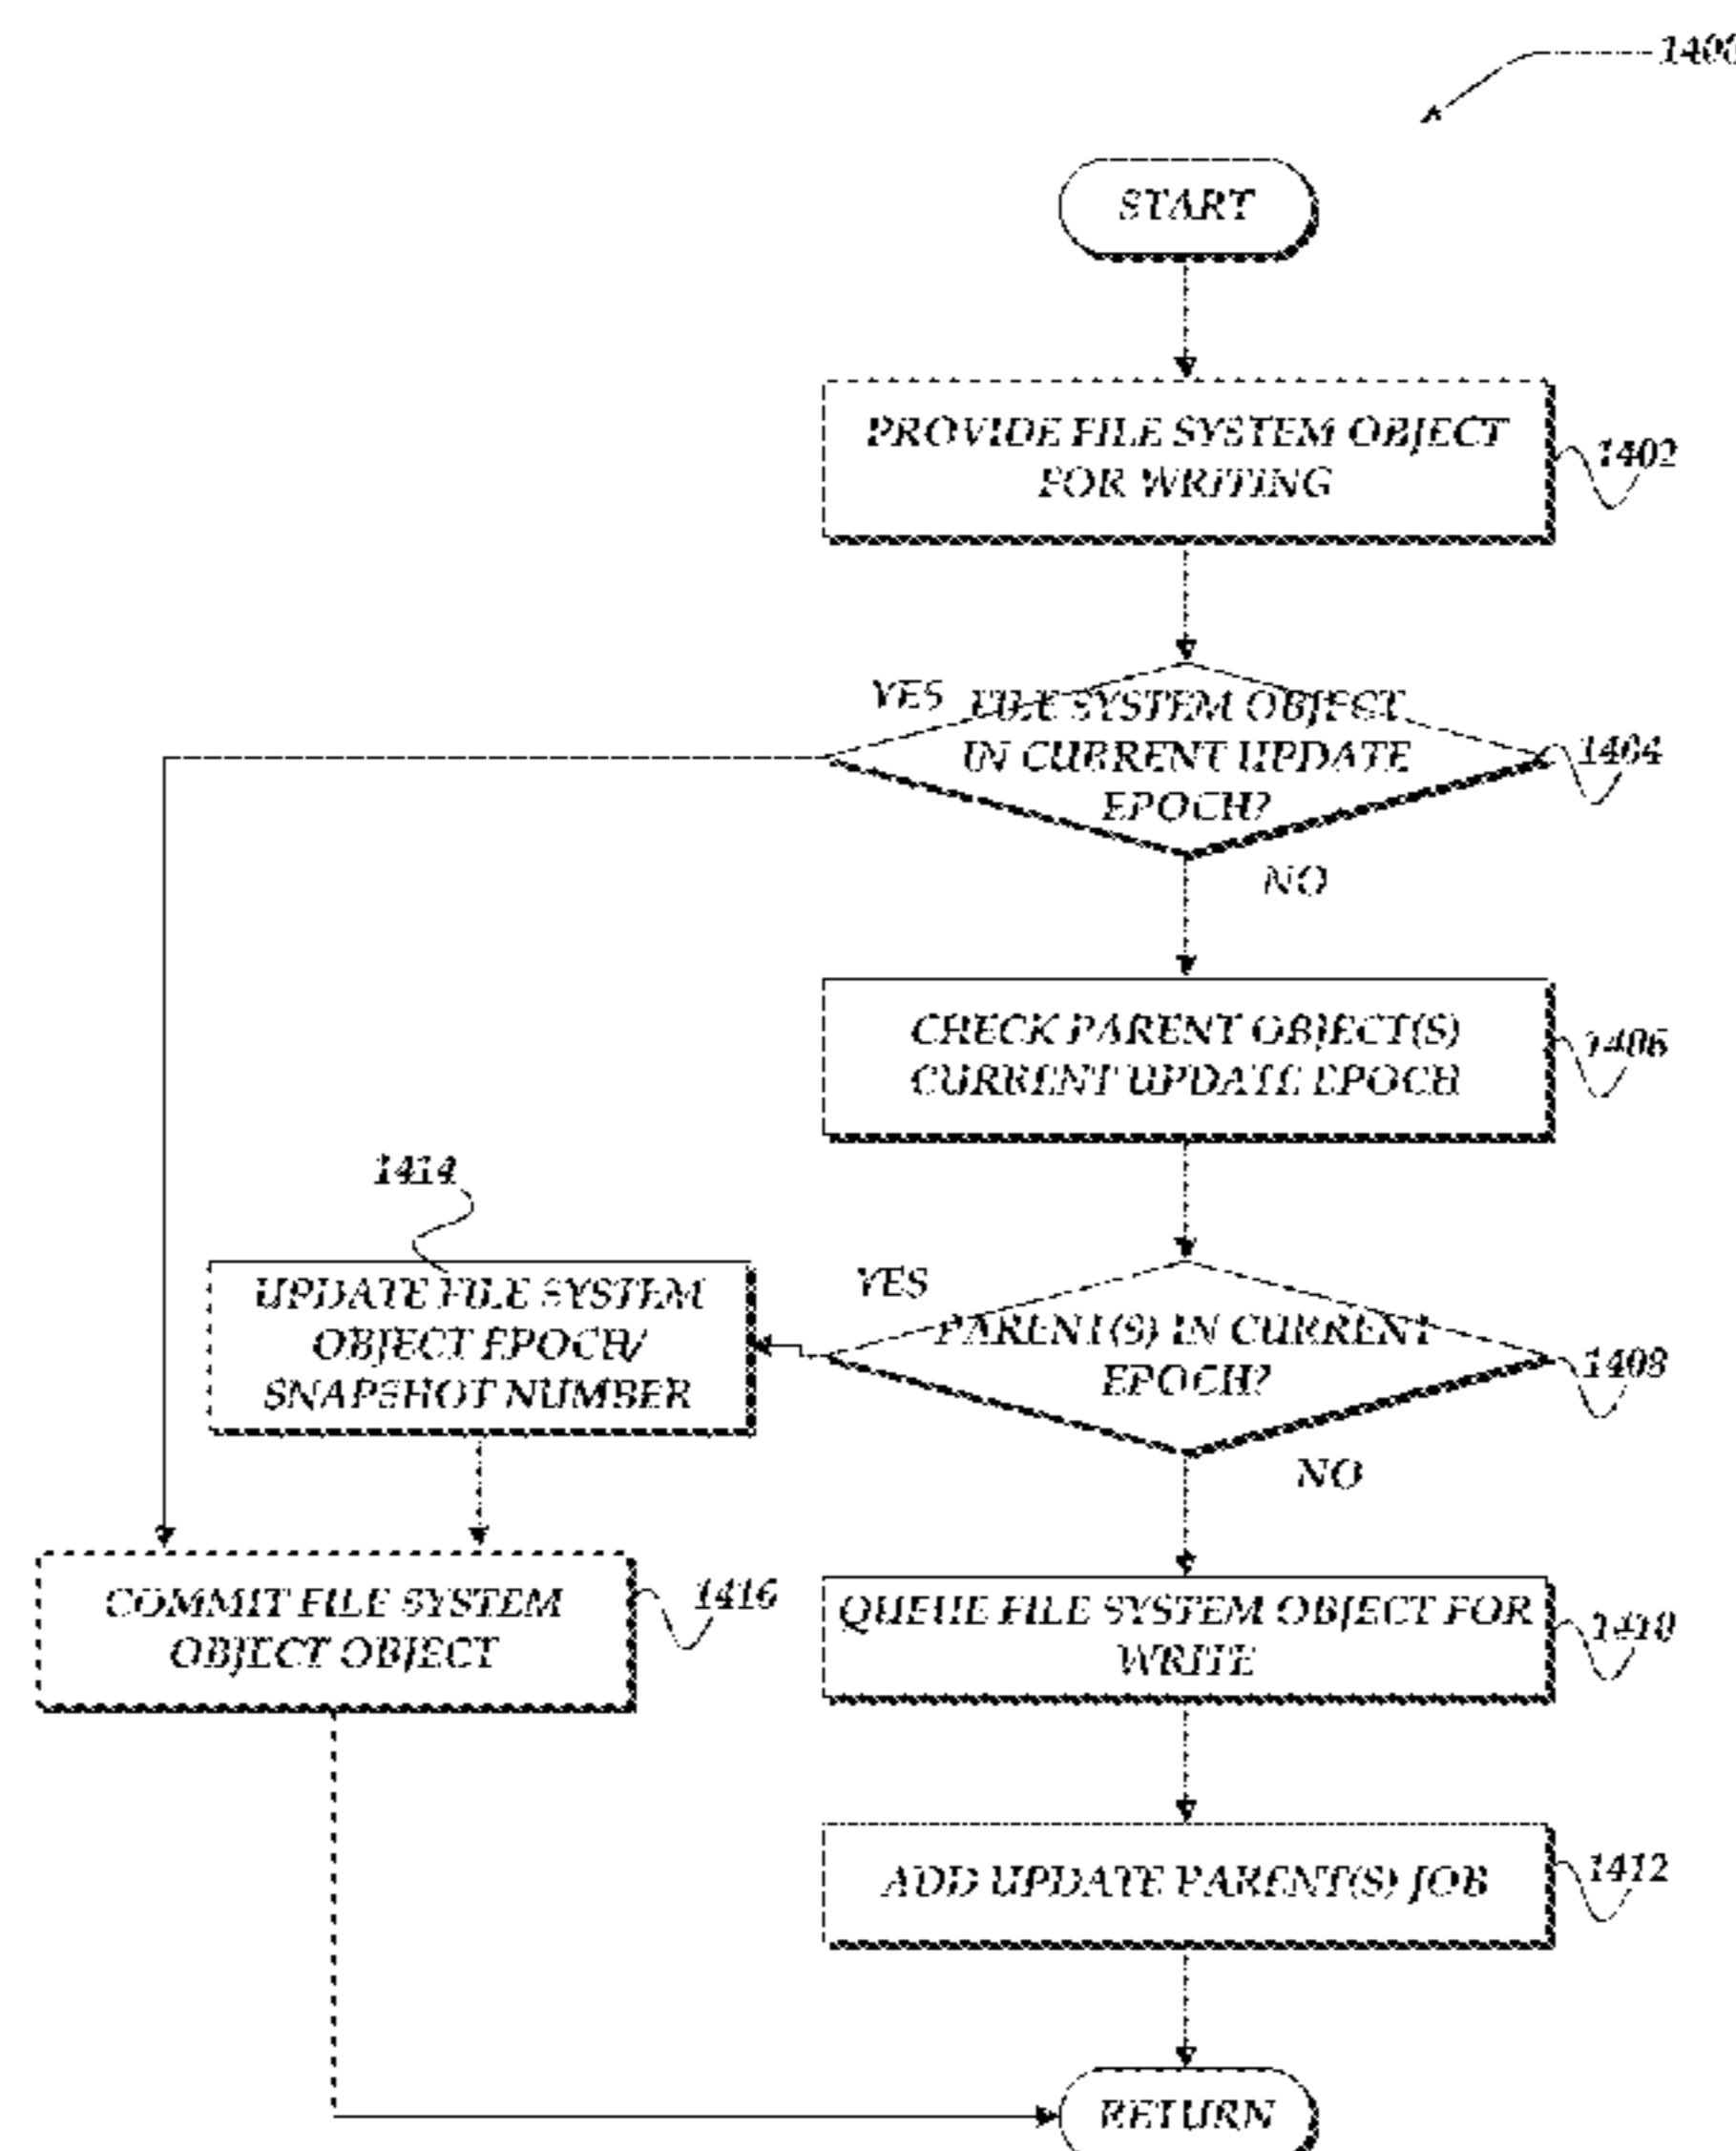 1400
START
PROVIDE FILE SYSTEM OBJECT
FOR WRITING
1402
YES
FILE SYSTEM OBJECT
IN CURRENT UPDATE
EPOCH?
1404
NO
CHECK PARENT OBJECT(S)
CURRENT UPDATE EPOCH
1406
1414
UPDATE FILE SYSTEM
OBJECT EPOCH/
SNAPSHOT NUMBER
YES
PARENT(S) IN CURRENT
EPOCH?
1408
NO
COMMIT FILE SYSTEM
OBJECT OBJECT
1416
QUEUE FILE SYSTEM OBJECT FOR
WRITE
1410
ADD UPDATE PARENT(S) JOB
1412
RETURN